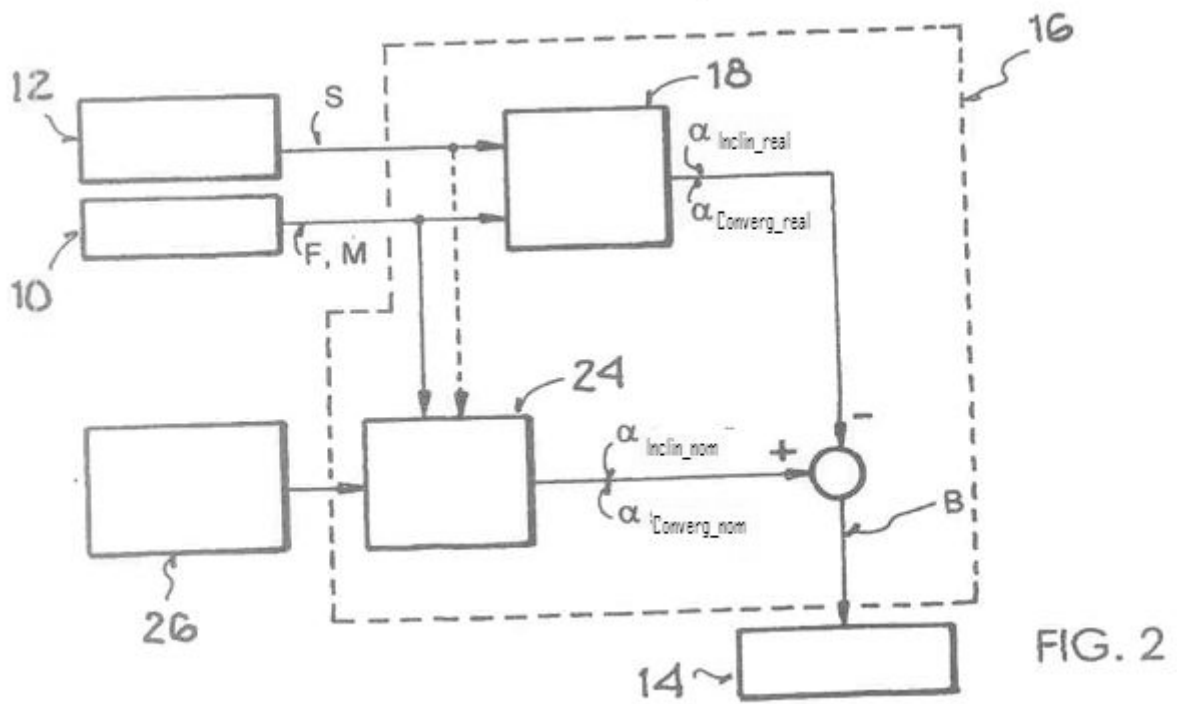 16
12
18
S
α Inclin_real
α Converg_real
F, M
10
24
α Inclin_nom
+
-
α Converg_nom
B
26
FIG. 2
14